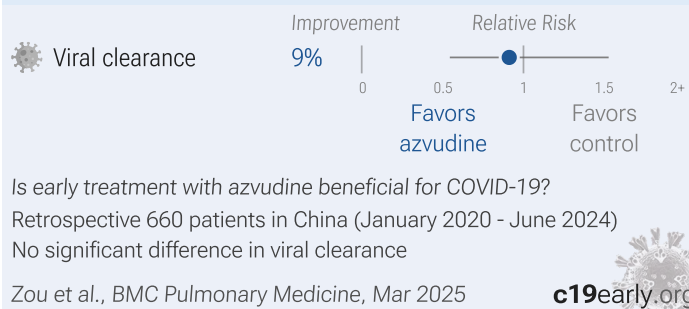 Improvement Relative Risk
Viral clearance 9%
0 0.5 1 1.5 2+
Favors Favors
azvudine control
Is early treatment with azvudine beneficial for COVID-19?
Retrospective 660 patients in China (January 2020 - June 2024)
No significant difference in viral clearance
Zou et al., BMC Pulmonary Medicine, Mar 2025 c19early.org